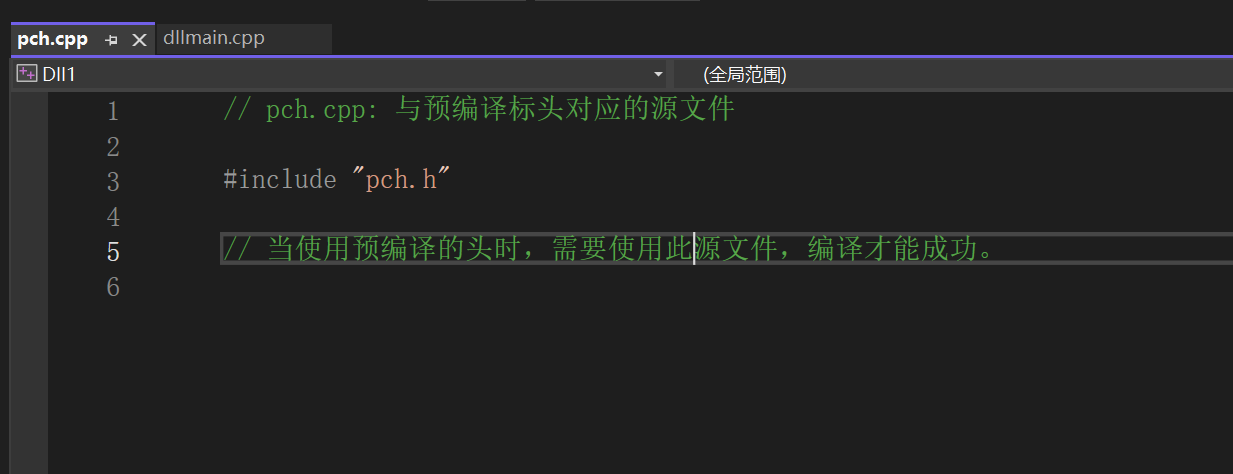 pch.cpp dllmain.cpp
Dll1 (全局范围)
1 // pch.cpp: 与预编译标头对应的源文件
2
3 #include "pch.h"
4
5 // 当使用预编译的头时，需要使用此源文件，编译才能成功。
6